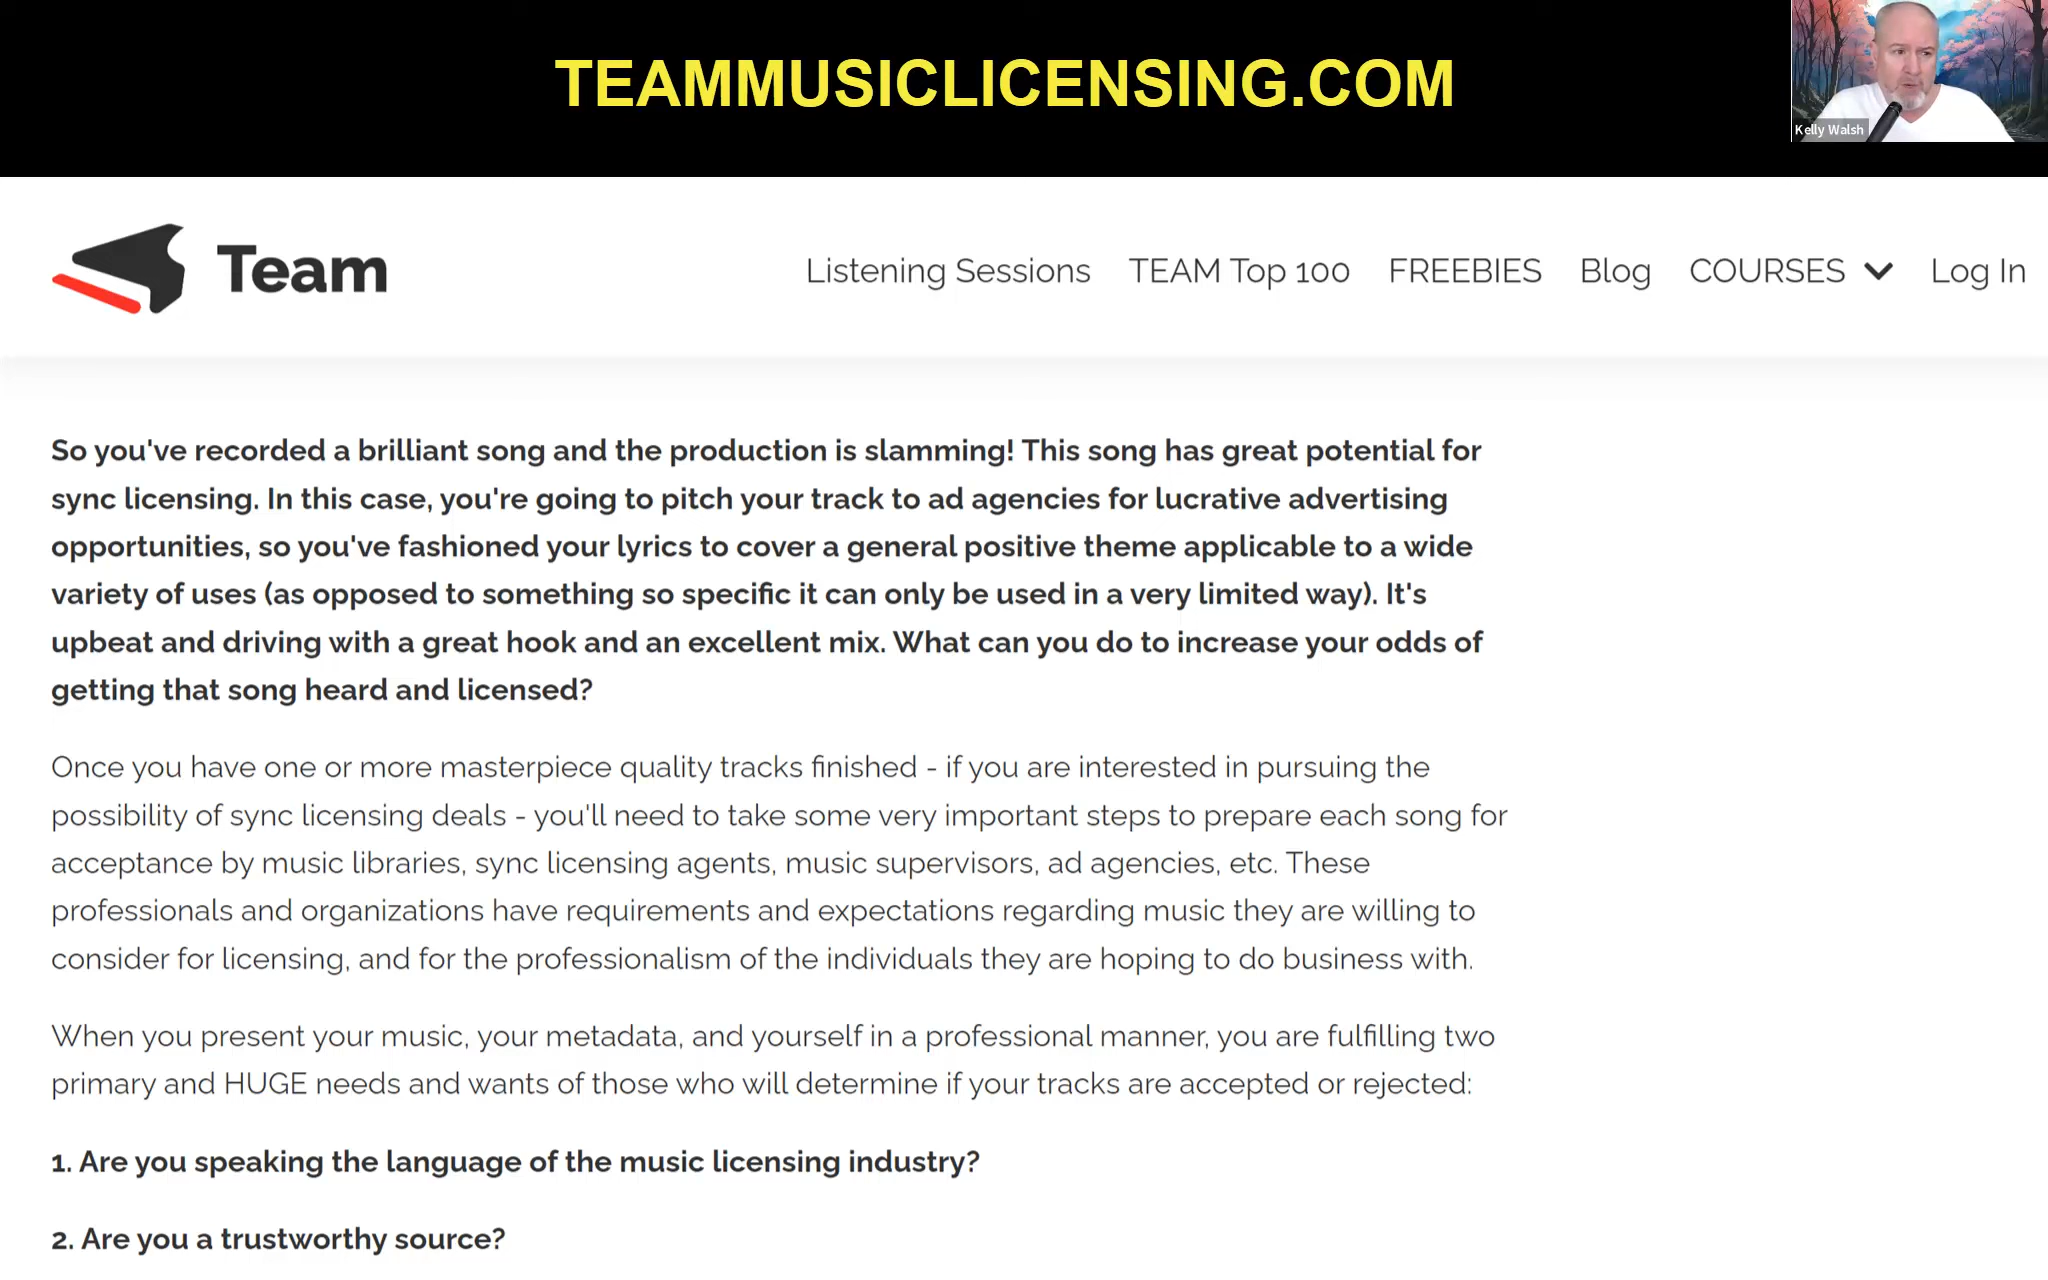 TEAMMUSICLICENSING.COM
Kelly Walsh
Team
Listening Sessions TEAM Top 100 FREEBIES Blog COURSES Log In
So you've recorded a brilliant song and the production is slamming! This song has great potential for
sync licensing. In this case, you're going to pitch your track to ad agencies for lucrative advertising
opportunities, so you've fashioned your lyrics to cover a general positive theme applicable to a wide
variety of uses (as opposed to something so specific it can only be used in a very limited way). It's
upbeat and driving with a great hook and an excellent mix. What can you do to increase your odds of
getting that song heard and licensed?
Once you have one or more masterpiece quality tracks finished - if you are interested in pursuing the
possibility of sync licensing deals - you'll need to take some very important steps to prepare each song for
acceptance by music libraries, sync licensing agents, music supervisors, ad agencies, etc. These
professionals and organizations have requirements and expectations regarding music they are willing to
consider for licensing, and for the professionalism of the individuals they are hoping to do business with.
When you present your music, your metadata, and yourself in a professional manner, you are fulfilling two
primary and HUGE needs and wants of those who will determine if your tracks are accepted or rejected:
1. Are you speaking the language of the music licensing industry?
2. Are you a trustworthy source?